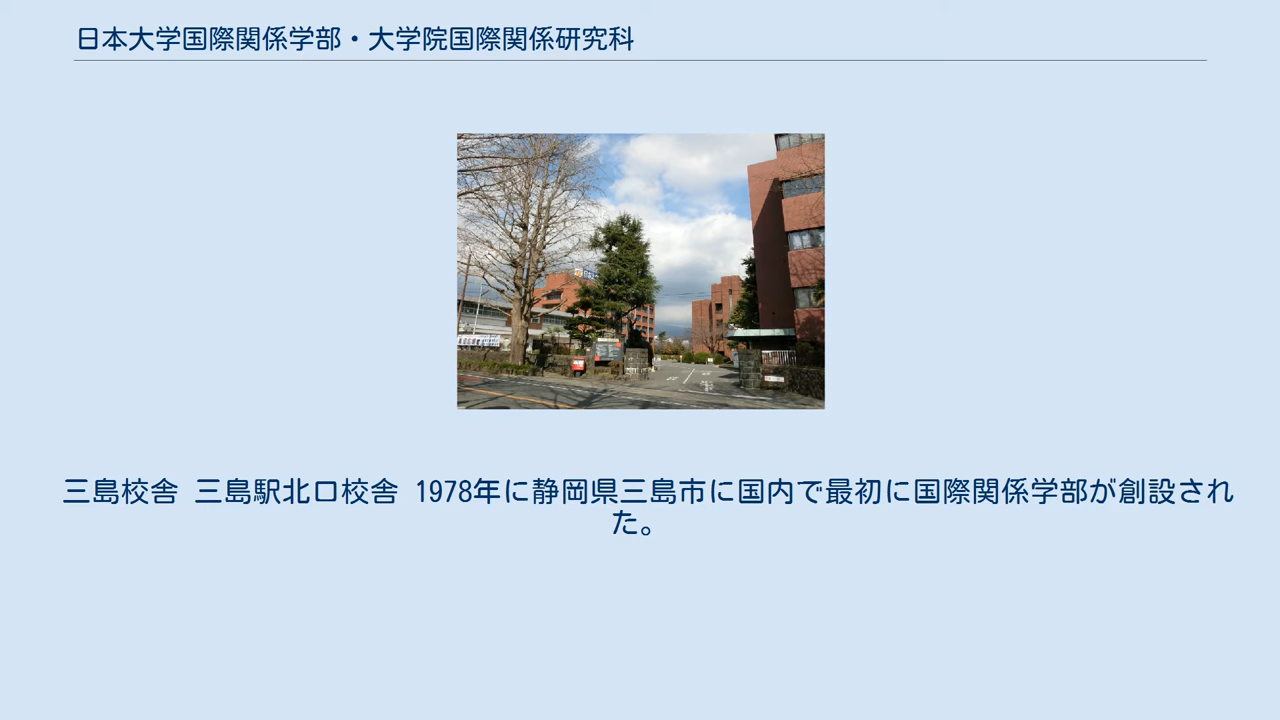 日本大学国際関係学部・大学院国際関係研究科
三島校舎 三島駅北口校舎 1978年に静岡県三島市に国内で最初に国際関係学部が創設され
た。